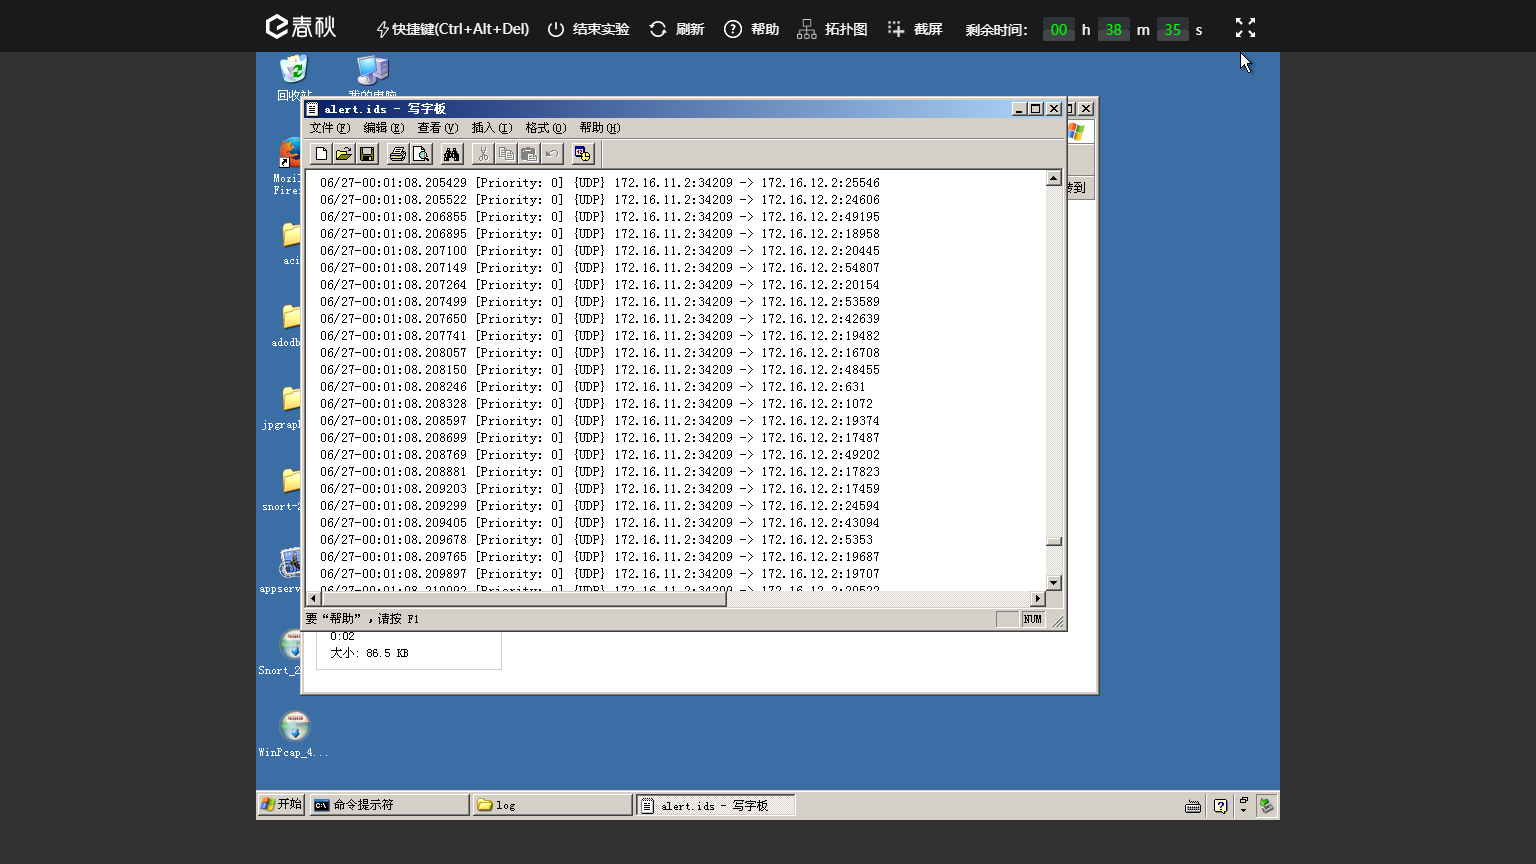 春秋
快捷键(Ctrl+Alt+Del)
结束实验
刷新
帮助
拓扑图
截屏
剩余时间:
00 h 38 m 35 s
回收站
我的电脑
alert.ids - 写字板
文件(F) 编辑(E) 查看(V) 插入(I) 格式(O) 帮助(H)
转到
06/27-00:01:08.205429 [Priority: 0] {UDP} 172.16.11.2:34209 -> 172.16.12.2:25546
06/27-00:01:08.205522 [Priority: 0] {UDP} 172.16.11.2:34209 -> 172.16.12.2:24606
06/27-00:01:08.206855 [Priority: 0] {UDP} 172.16.11.2:34209 -> 172.16.12.2:49195
06/27-00:01:08.206895 [Priority: 0] {UDP} 172.16.11.2:34209 -> 172.16.12.2:18958
06/27-00:01:08.207100 [Priority: 0] {UDP} 172.16.11.2:34209 -> 172.16.12.2:20445
06/27-00:01:08.207149 [Priority: 0] {UDP} 172.16.11.2:34209 -> 172.16.12.2:54807
06/27-00:01:08.207264 [Priority: 0] {UDP} 172.16.11.2:34209 -> 172.16.12.2:20154
06/27-00:01:08.207499 [Priority: 0] {UDP} 172.16.11.2:34209 -> 172.16.12.2:53589
06/27-00:01:08.207650 [Priority: 0] {UDP} 172.16.11.2:34209 -> 172.16.12.2:42639
06/27-00:01:08.207741 [Priority: 0] {UDP} 172.16.11.2:34209 -> 172.16.12.2:19482
06/27-00:01:08.208057 [Priority: 0] {UDP} 172.16.11.2:34209 -> 172.16.12.2:16708
06/27-00:01:08.208150 [Priority: 0] {UDP} 172.16.11.2:34209 -> 172.16.12.2:48455
06/27-00:01:08.208246 [Priority: 0] {UDP} 172.16.11.2:34209 -> 172.16.12.2:631
06/27-00:01:08.208328 [Priority: 0] {UDP} 172.16.11.2:34209 -> 172.16.12.2:1072
06/27-00:01:08.208597 [Priority: 0] {UDP} 172.16.11.2:34209 -> 172.16.12.2:19374
06/27-00:01:08.208699 [Priority: 0] {UDP} 172.16.11.2:34209 -> 172.16.12.2:17487
06/27-00:01:08.208769 [Priority: 0] {UDP} 172.16.11.2:34209 -> 172.16.12.2:49202
06/27-00:01:08.208881 [Priority: 0] {UDP} 172.16.11.2:34209 -> 172.16.12.2:17823
06/27-00:01:08.209203 [Priority: 0] {UDP} 172.16.11.2:34209 -> 172.16.12.2:17459
06/27-00:01:08.209299 [Priority: 0] {UDP} 172.16.11.2:34209 -> 172.16.12.2:24594
06/27-00:01:08.209405 [Priority: 0] {UDP} 172.16.11.2:34209 -> 172.16.12.2:43094
06/27-00:01:08.209678 [Priority: 0] {UDP} 172.16.11.2:34209 -> 172.16.12.2:5353
06/27-00:01:08.209765 [Priority: 0] {UDP} 172.16.11.2:34209 -> 172.16.12.2:19687
06/27-00:01:08.209897 [Priority: 0] {UDP} 172.16.11.2:34209 -> 172.16.12.2:19707
要“帮助”，请按 F1
NUM
0:02
大小: 86.5 KB
Mozil
Fire
aci
adodb
jpgrap
snort-2
appserv
Snort_2
WinPcap_4...
开始
命令提示符
log
alert.ids - 写字板